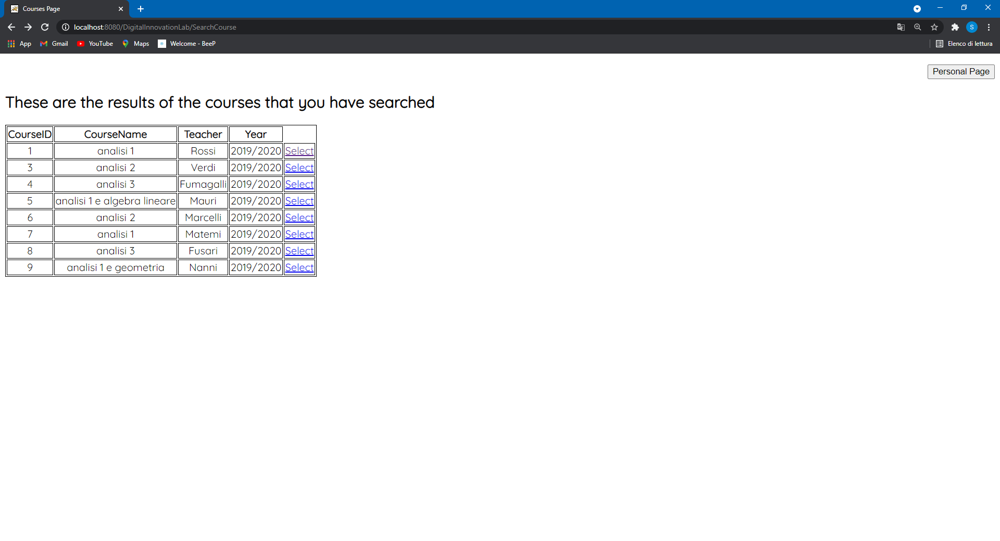 Courses Page
localhost:8080/DigitalInnovationLab/SearchCourse
S
App Gmail YouTube Maps Welcome - BeeP Elenco di lettura
Personal Page
These are the results of the courses that you have searched
CourseID CourseName Teacher Year
1 analisi 1 Rossi 2019/2020 Select
3 analisi 2 Verdi 2019/2020 Select
4 analisi 3 Fumagalli 2019/2020 Select
5 analisi 1 e algebra lineare Mauri 2019/2020 Select
6 analisi 2 Marcelli 2019/2020 Select
7 analisi 1 Matemi 2019/2020 Select
8 analisi 3 Fusari 2019/2020 Select
9 analisi 1 e geometria Nanni 2019/2020 Select